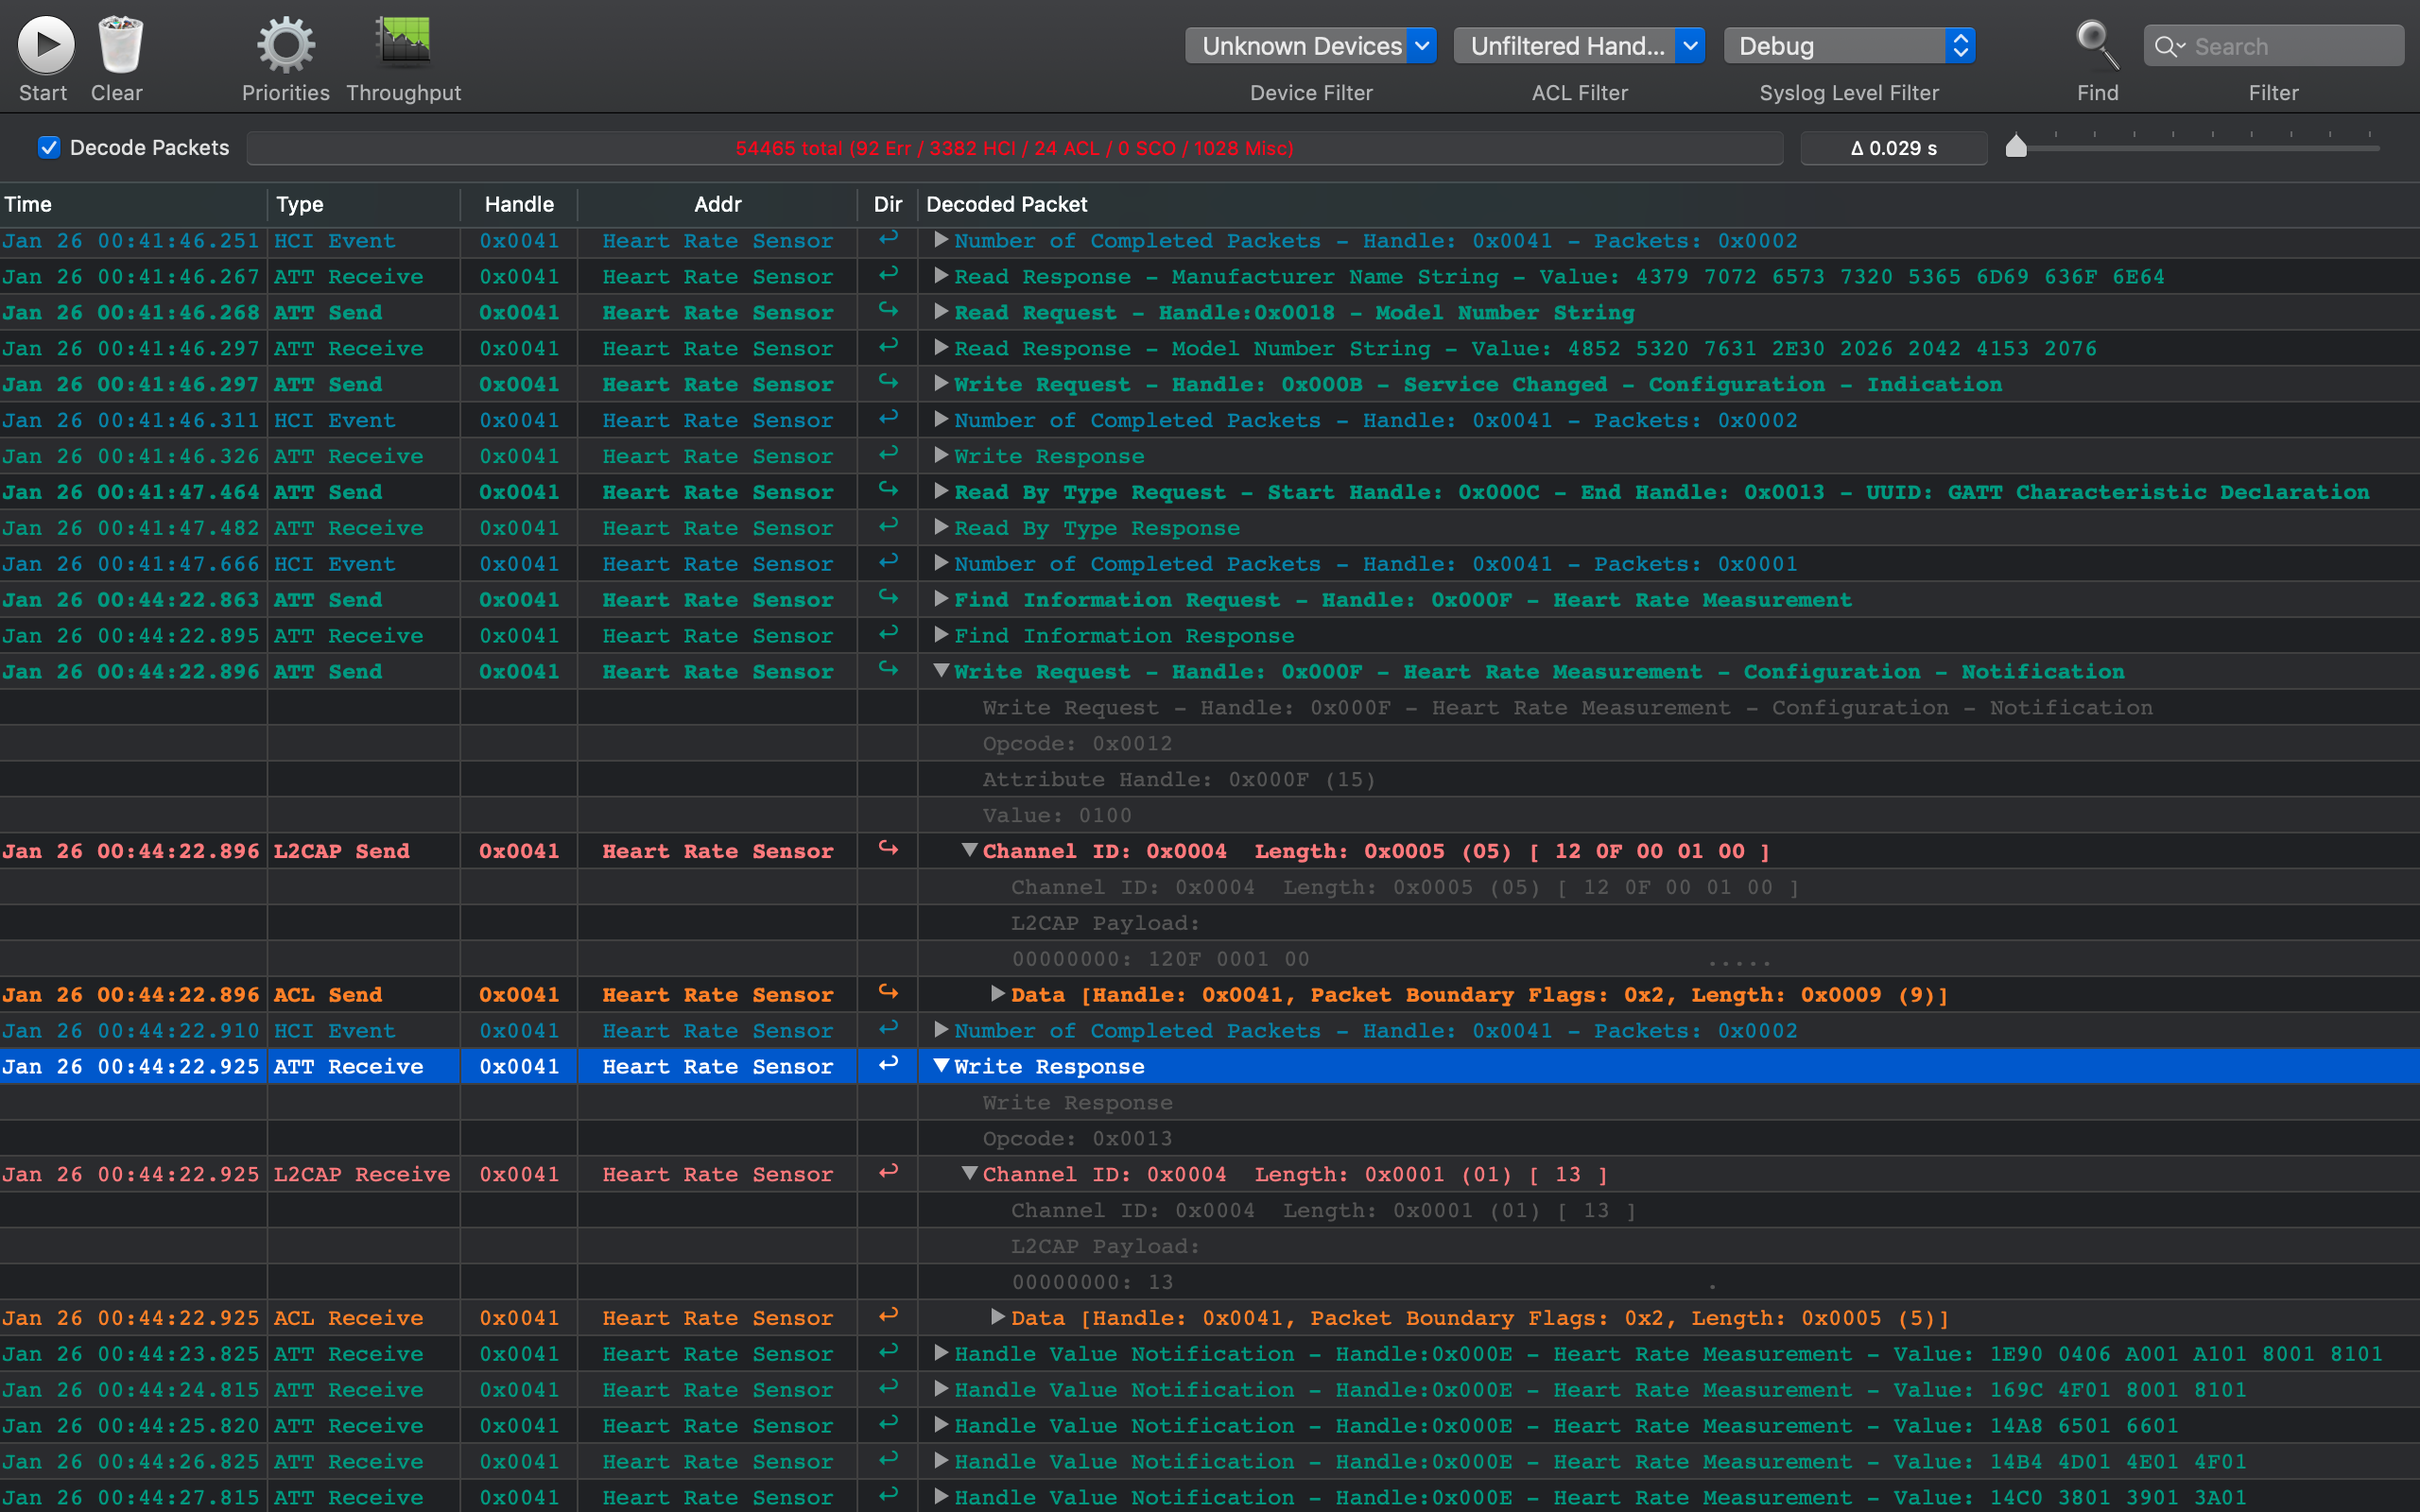 Start Clear Priorities Throughput Unknown Devices Device Filter Unfiltered Hand... ACL Filter Debug Syslog Level Filter Find Search Filter
Decode Packets 54465 total (92 Err / 3382 HCI / 24 ACL / 0 SCO / 1028 Misc) Δ 0.029 s
Time Type Handle Addr Dir Decoded Packet
Jan 26 00:41:46.251 HCI Event 0x0041 Heart Rate Sensor Number of Completed Packets - Handle: 0x0041 - Packets: 0x0002
Jan 26 00:41:46.267 ATT Receive 0x0041 Heart Rate Sensor Read Response - Manufacturer Name String - Value: 4379 7072 6573 7320 5365 6D69 636F 6E64
Jan 26 00:41:46.268 ATT Send 0x0041 Heart Rate Sensor Read Request - Handle:0x0018 - Model Number String
Jan 26 00:41:46.297 ATT Receive 0x0041 Heart Rate Sensor Read Response - Model Number String - Value: 4852 5320 7631 2E30 2026 2042 4153 2076
Jan 26 00:41:46.297 ATT Send 0x0041 Heart Rate Sensor Write Request - Handle: 0x000B - Service Changed - Configuration - Indication
Jan 26 00:41:46.311 HCI Event 0x0041 Heart Rate Sensor Number of Completed Packets - Handle: 0x0041 - Packets: 0x0002
Jan 26 00:41:46.326 ATT Receive 0x0041 Heart Rate Sensor Write Response
Jan 26 00:41:47.464 ATT Send 0x0041 Heart Rate Sensor Read By Type Request - Start Handle: 0x000C - End Handle: 0x0013 - UUID: GATT Characteristic Declaration
Jan 26 00:41:47.482 ATT Receive 0x0041 Heart Rate Sensor Read By Type Response
Jan 26 00:41:47.666 HCI Event 0x0041 Heart Rate Sensor Number of Completed Packets - Handle: 0x0041 - Packets: 0x0001
Jan 26 00:44:22.863 ATT Send 0x0041 Heart Rate Sensor Find Information Request - Handle: 0x000F - Heart Rate Measurement
Jan 26 00:44:22.895 ATT Receive 0x0041 Heart Rate Sensor Find Information Response
Jan 26 00:44:22.896 ATT Send 0x0041 Heart Rate Sensor Write Request - Handle: 0x000F - Heart Rate Measurement - Configuration - Notification
Write Request - Handle: 0x000F - Heart Rate Measurement - Configuration - Notification
Opcode: 0x0012
Attribute Handle: 0x000F (15)
Value: 0100
Jan 26 00:44:22.896 L2CAP Send 0x0041 Heart Rate Sensor Channel ID: 0x0004 Length: 0x0005 (05) [ 12 0F 00 01 00 ]
Channel ID: 0x0004 Length: 0x0005 (05) [ 12 0F 00 01 00 ]
L2CAP Payload:
00000000: 120F 0001 00 .....
Jan 26 00:44:22.896 ACL Send 0x0041 Heart Rate Sensor Data [Handle: 0x0041, Packet Boundary Flags: 0x2, Length: 0x0009 (9)]
Jan 26 00:44:22.910 HCI Event 0x0041 Heart Rate Sensor Number of Completed Packets - Handle: 0x0041 - Packets: 0x0002
Jan 26 00:44:22.925 ATT Receive 0x0041 Heart Rate Sensor Write Response
Write Response
Opcode: 0x0013
Jan 26 00:44:22.925 L2CAP Receive 0x0041 Heart Rate Sensor Channel ID: 0x0004 Length: 0x0001 (01) [ 13 ]
Channel ID: 0x0004 Length: 0x0001 (01) [ 13 ]
L2CAP Payload:
00000000: 13 .
Jan 26 00:44:22.925 ACL Receive 0x0041 Heart Rate Sensor Data [Handle: 0x0041, Packet Boundary Flags: 0x2, Length: 0x0005 (5)]
Jan 26 00:44:23.825 ATT Receive 0x0041 Heart Rate Sensor Handle Value Notification - Handle:0x000E - Heart Rate Measurement - Value: 1E90 0406 A001 A101 8001 8101
Jan 26 00:44:24.815 ATT Receive 0x0041 Heart Rate Sensor Handle Value Notification - Handle:0x000E - Heart Rate Measurement - Value: 169C 4F01 8001 8101
Jan 26 00:44:25.820 ATT Receive 0x0041 Heart Rate Sensor Handle Value Notification - Handle:0x000E - Heart Rate Measurement - Value: 14A8 6501 6601
Jan 26 00:44:26.825 ATT Receive 0x0041 Heart Rate Sensor Handle Value Notification - Handle:0x000E - Heart Rate Measurement - Value: 14B4 4D01 4E01 4F01
Jan 26 00:44:27.815 ATT Receive 0x0041 Heart Rate Sensor Handle Value Notification - Handle:0x000E - Heart Rate Measurement - Value: 14C0 3801 3901 3A01